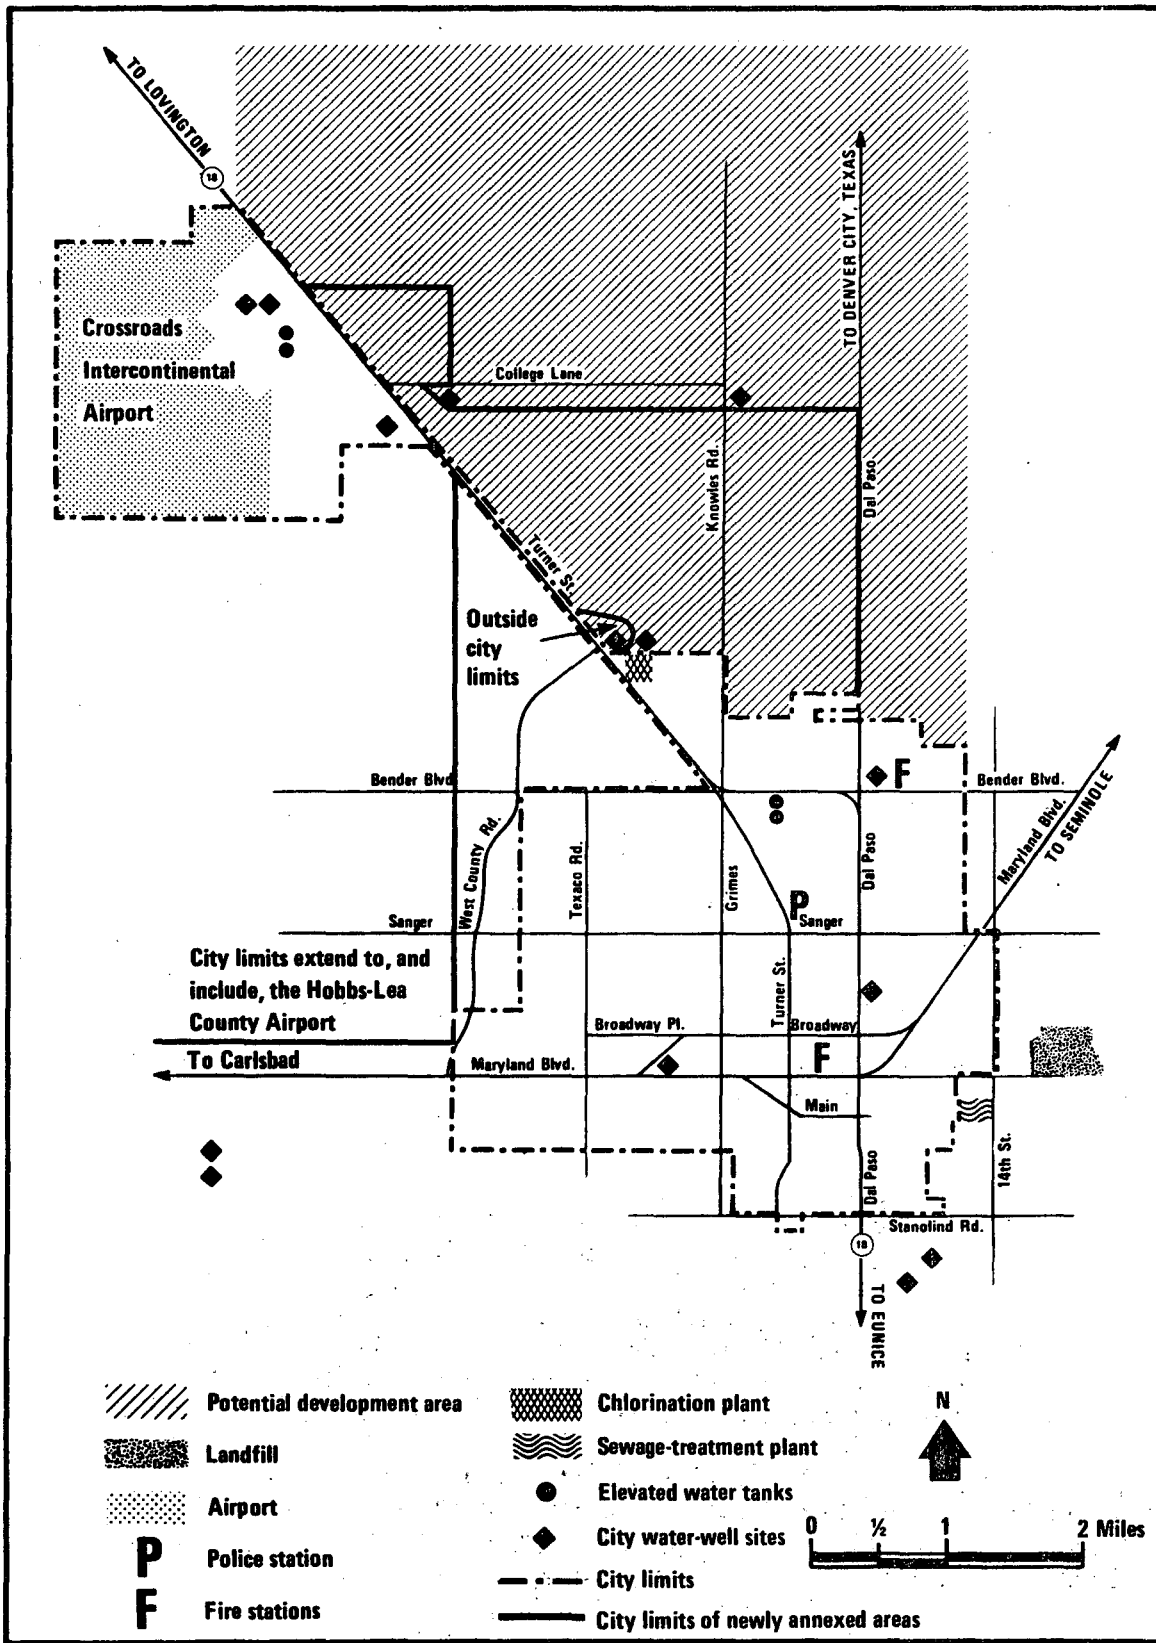 TO LOVINGTON
18
TO DENVER CITY, TEXAS
Crossroads
Intercontinental
Airport
College Lane
Knowles Rd.
Dal Paso
Turner St.
Outside
city
limits
Bender Blvd.
F
Bender Blvd.
Maryland Blvd.
TO SEMINOLE
West County Rd.
Texaco Rd.
Grimes
Dal Paso
P
Sanger
Sanger
City limits extend to, and
include, the Hobbs-Lea
County Airport
Turner St.
Broadway Pl.
Broadway
To Carlsbad
Maryland Blvd.
F
Main
14th St.
Dal Paso
Stanolind Rd.
18
TO EUNICE
Potential development area
Landfill
Airport
P Police station
F Fire stations
Chlorination plant
Sewage-treatment plant
Elevated water tanks
City water-well sites
City limits
City limits of newly annexed areas
N
0 ½ 1 2 Miles